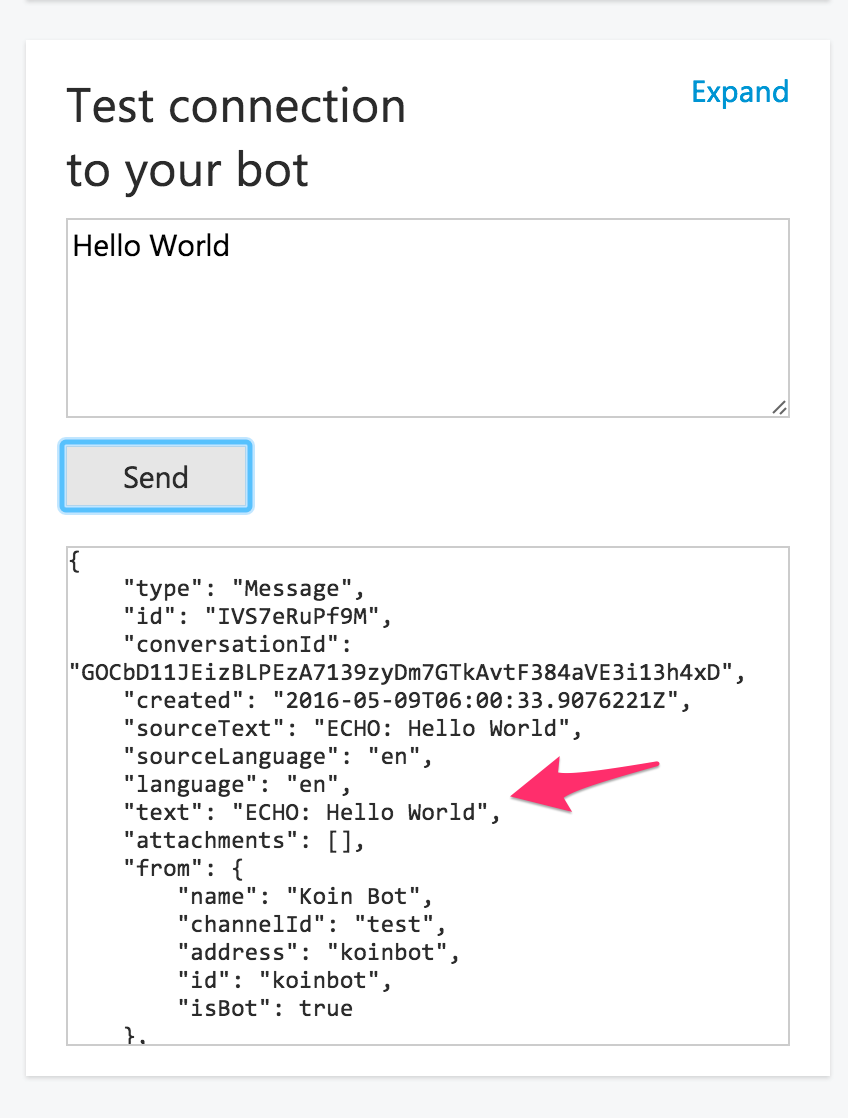 Test connection
to your bot
Expand
Hello World
Send
{
    "type": "Message",
    "id": "IVS7eRuPf9M",
    "conversationId":
"GOCbD11JEizBLPEzA7139zyDm7GTkAvtF384aVE3i13h4xD",
    "created": "2016-05-09T06:00:33.9076221Z",
    "sourceText": "ECHO: Hello World",
    "sourceLanguage": "en",
    "language": "en",
    "text": "ECHO: Hello World",
    "attachments": [],
    "from": {
        "name": "Koin Bot",
        "channelId": "test",
        "address": "koinbot",
        "id": "koinbot",
        "isBot": true
    },